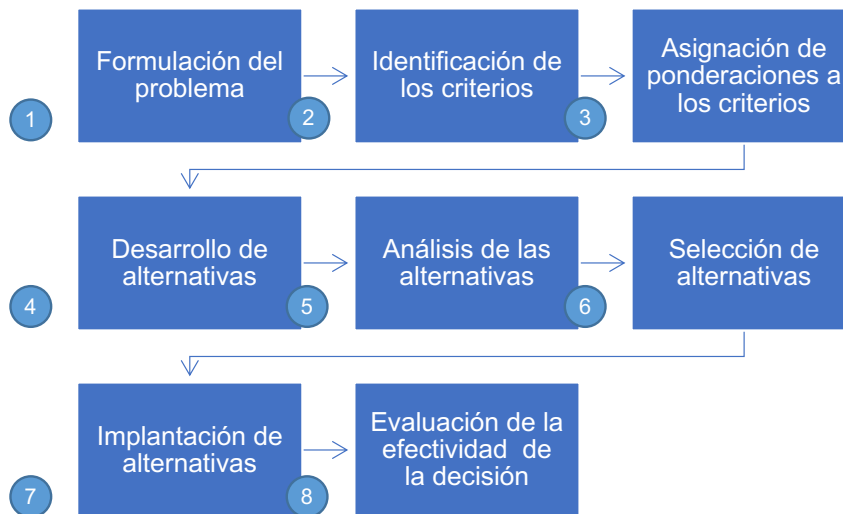 Formulación del
problema
1
Identificación de
los criterios
2
Asignación de
ponderaciones a
los criterios
3
Desarrollo de
alternativas
4
Análisis de las
alternativas
5
Selección de
alternativas
6
Implantación de
alternativas
7
Evaluación de la
efectividad de
la decisión
8